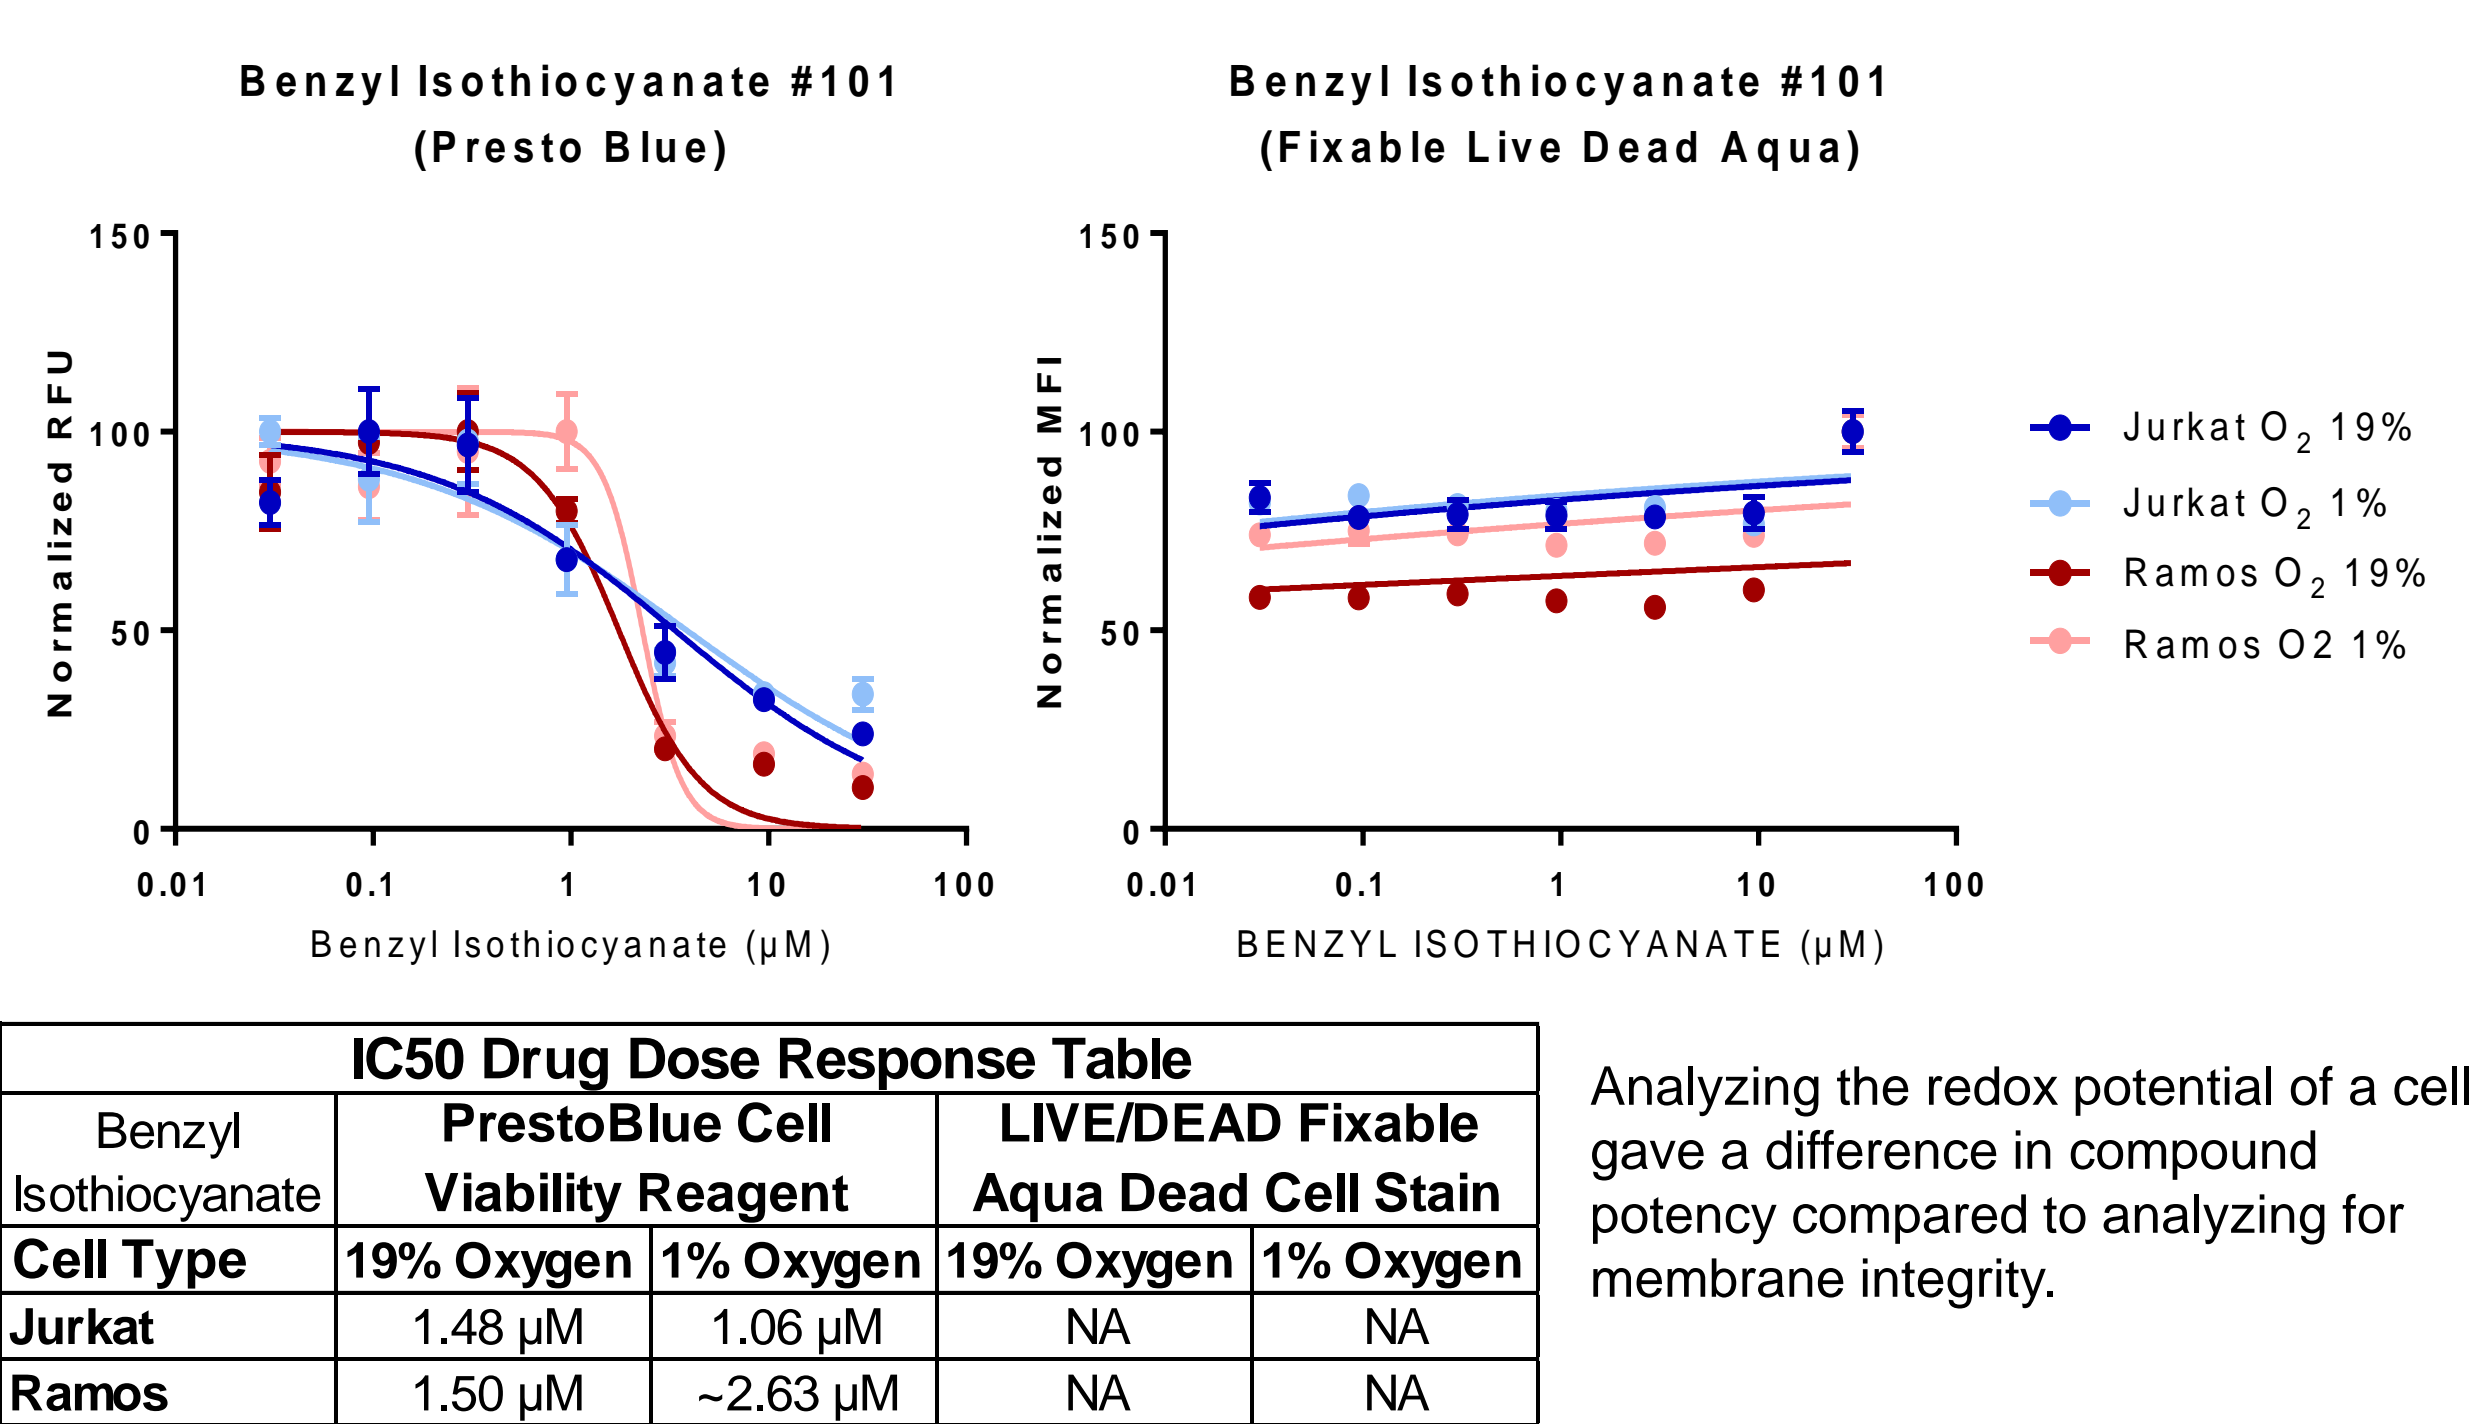 Benzyl Isothiocyanate #101
(Presto Blue)
150
100
50
0
Normalized RFU
0.01 0.1 1 10 100
Benzyl Isothiocyanate (µM)
Benzyl Isothiocyanate #101
(Fixable Live Dead Aqua)
150
100
50
0
Normalized MFI
0.01 0.1 1 10 100
BENZYL ISOTHIOCYANATE (µM)
Jurkat O2 19%
Jurkat O2 1%
Ramos O2 19%
Ramos O2 1%
IC50 Drug Dose Response Table
Benzyl
Isothiocyanate
PrestoBlue Cell
Viability Reagent
LIVE/DEAD Fixable
Aqua Dead Cell Stain
Cell Type 19% Oxygen 1% Oxygen 19% Oxygen 1% Oxygen
Jurkat 1.48 µM 1.06 µM NA NA
Ramos 1.50 µM ~2.63 µM NA NA
Analyzing the redox potential of a cell
gave a difference in compound
potency compared to analyzing for
membrane integrity.